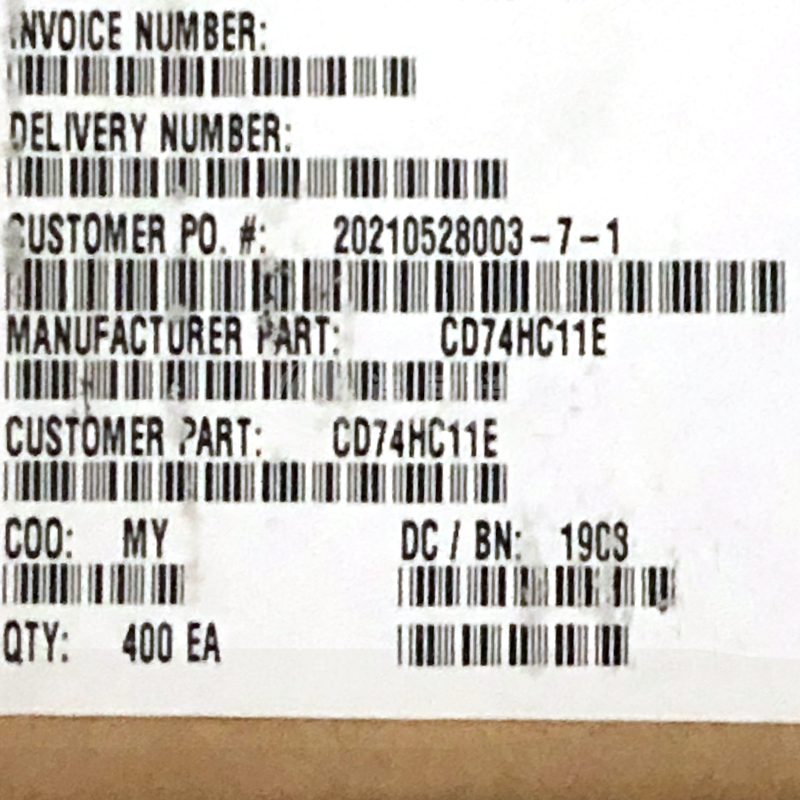 INVOICE NUMBER:
DELIVERY NUMBER:
CUSTOMER PO. #: 20210528003-7-1
MANUFACTURER PART: CD74HC11E
CUSTOMER PART: CD74HC11E
COO: MY DC / BN:
QTY: 400 EA